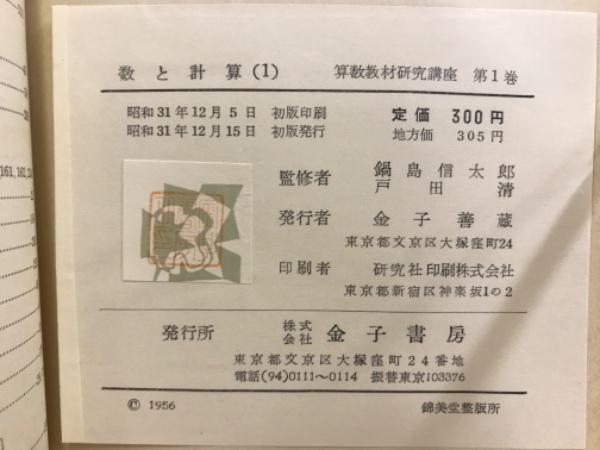 数と計算(1) 算数教材研究講座 第1巻
昭和31年12月5日 初版印刷 定価 300円
昭和31年12月15日 初版発行 地方価 305円
監修者 鍋島信太郎
戸田清
発行者 金子善蔵
東京都文京区大塚窪町24
印刷者 研究社印刷株式会社
東京都新宿区神楽坂1の2
発行所 株式会社 金子書房
東京都文京区大塚窪町24番地
電話(94)0111〜0114 振替東京103376
© 1956 錦美堂整版所